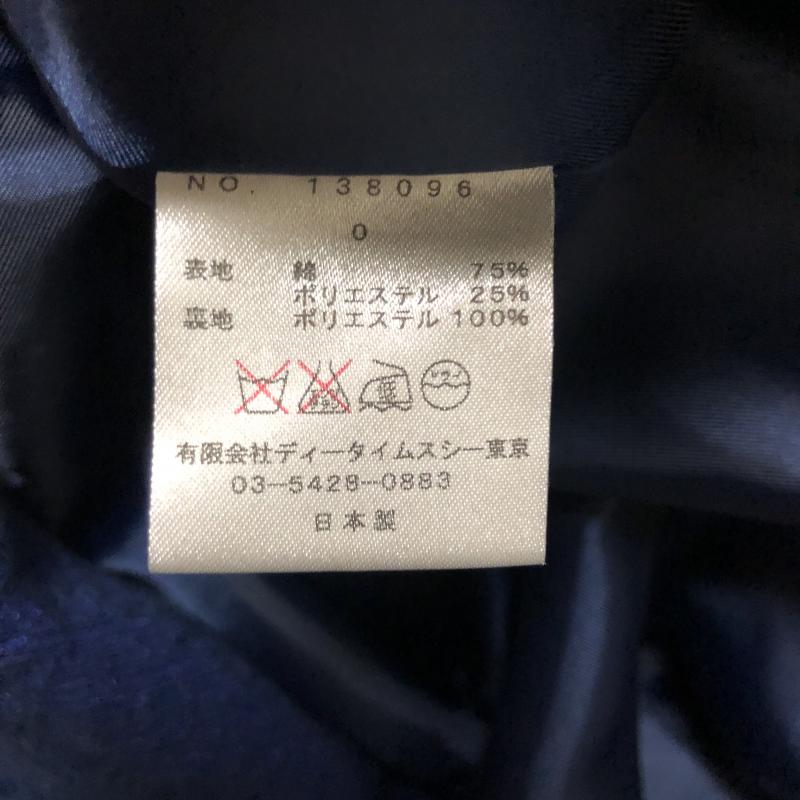 NO. 138096
0
表地 綿 75%
ポリエステル 25%
裏地 ポリエステル 100%
有限会社ディータイムスシー東京
03-5428-0883
日本製